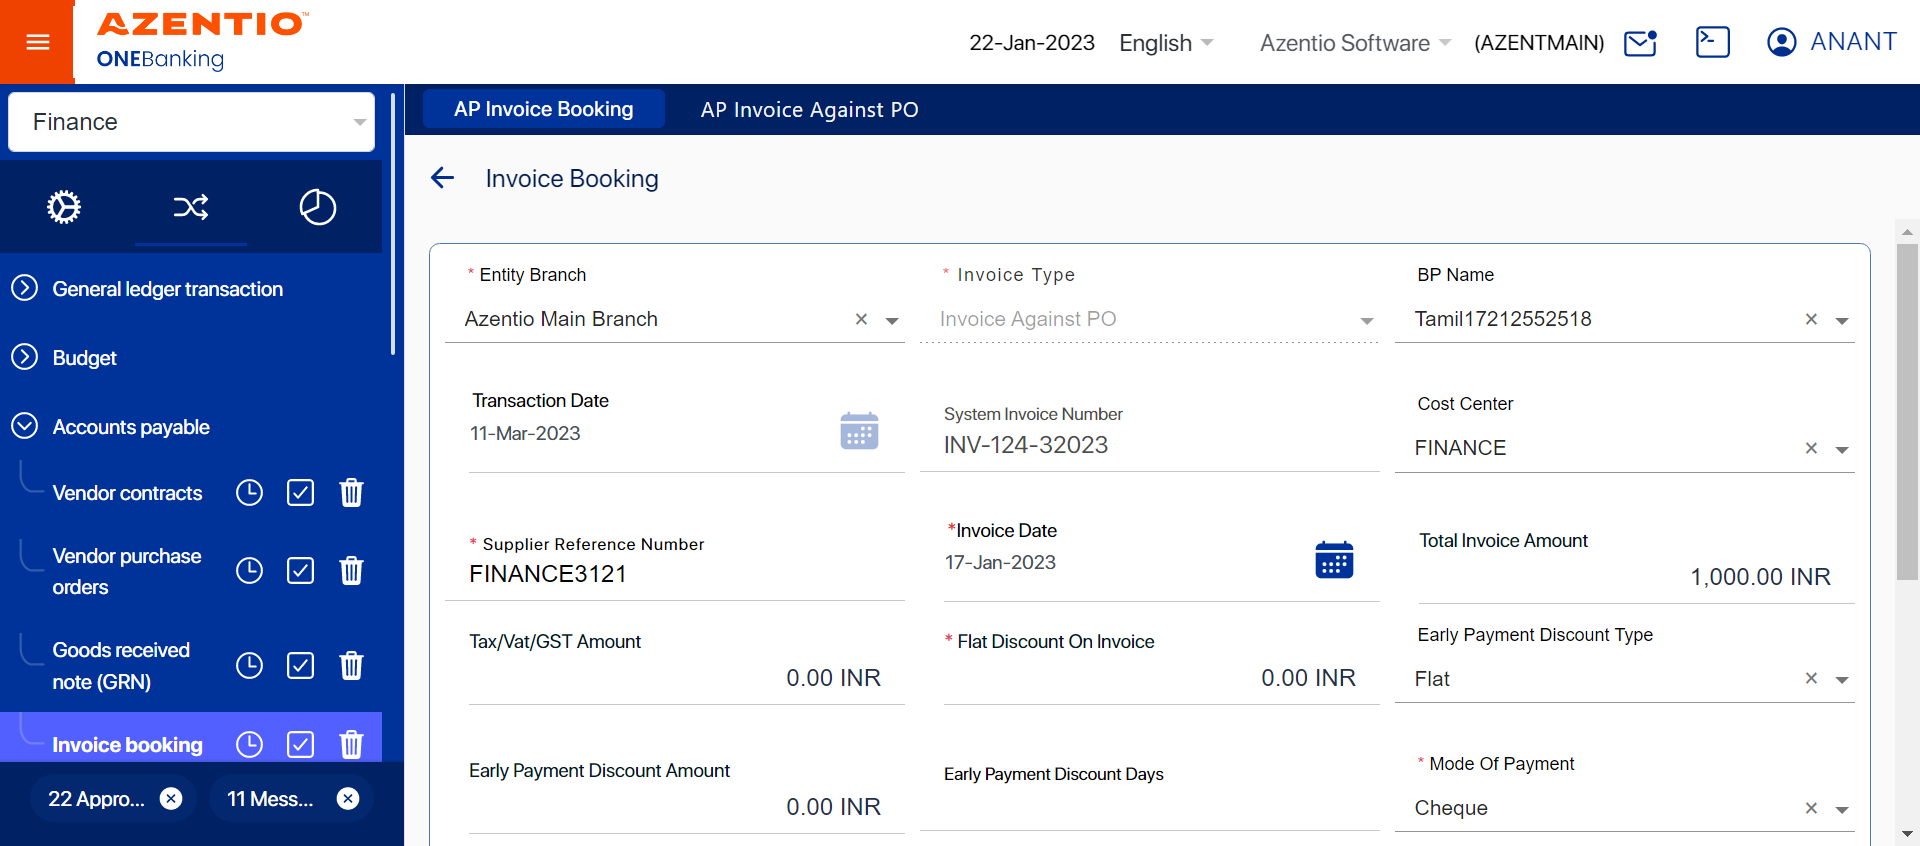 AZENTIO™
ONEBanking
22-Jan-2023 English Azentio Software (AZENTMAIN) ANANT
Finance
AP Invoice Booking AP Invoice Against PO
Invoice Booking
General ledger transaction
Budget
Accounts payable
Vendor contracts
Vendor purchase
orders
Goods received
note (GRN)
Invoice booking
22 Appro...
11 Mess...
* Entity Branch
Azentio Main Branch
* Invoice Type
Invoice Against PO
BP Name
Tamil17212552518
Transaction Date
11-Mar-2023
System Invoice Number
INV-124-32023
Cost Center
FINANCE
* Supplier Reference Number
FINANCE3121
*Invoice Date
17-Jan-2023
Total Invoice Amount
1,000.00 INR
Tax/Vat/GST Amount
0.00 INR
* Flat Discount On Invoice
0.00 INR
Early Payment Discount Type
Flat
Early Payment Discount Amount
0.00 INR
Early Payment Discount Days
* Mode Of Payment
Cheque